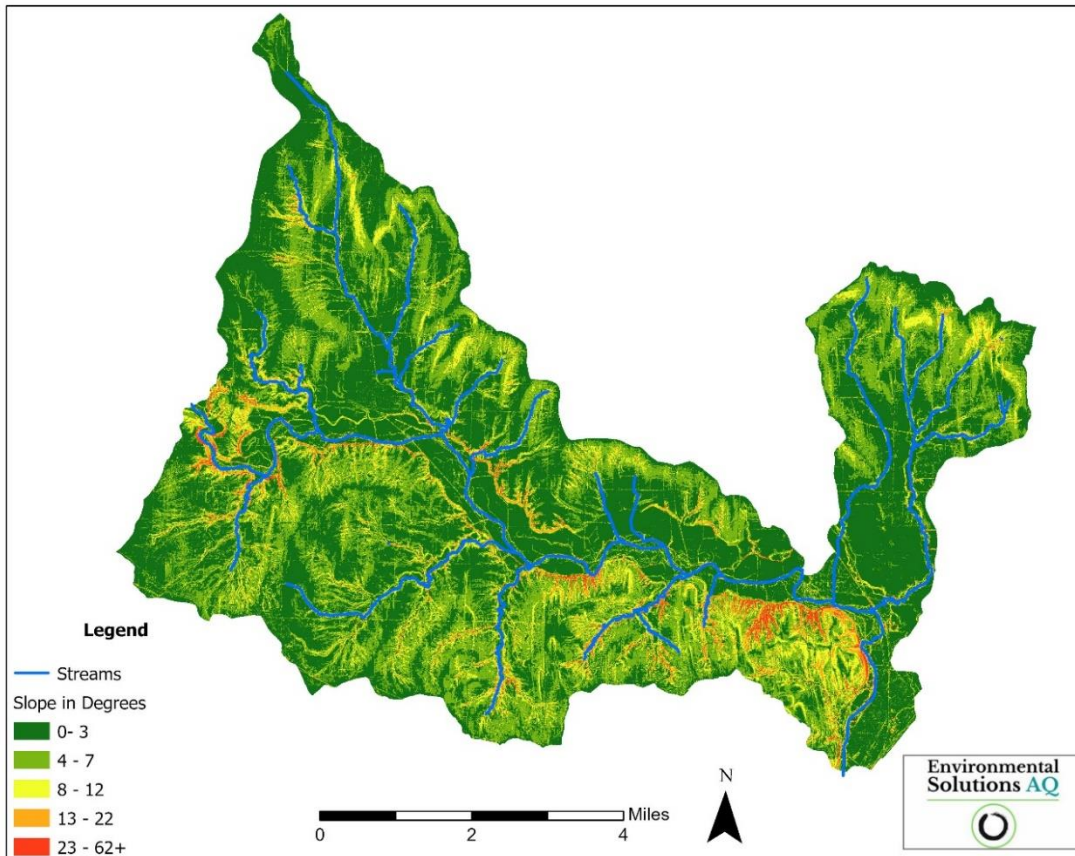 Legend
Streams
Slope in Degrees
0- 3
4 - 7
8 - 12
13 - 22
23 - 62+
0 2 4 Miles
N
Environmental
Solutions AQ